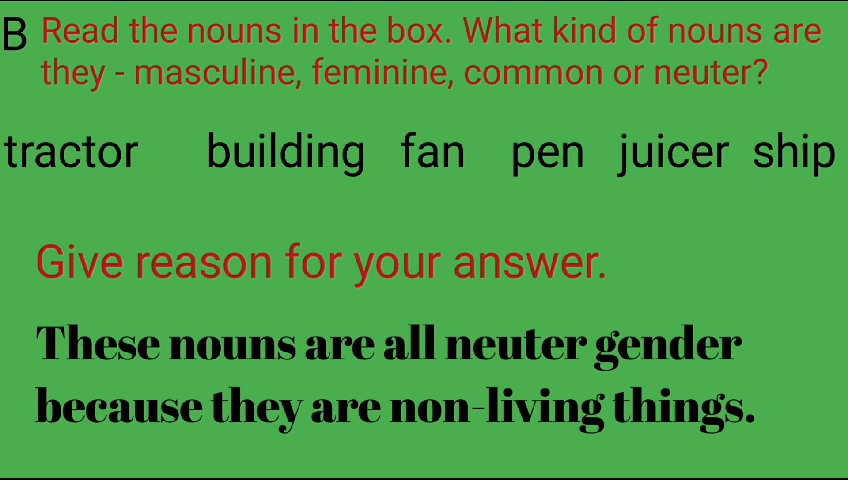 B Read the nouns in the box. What kind of nouns are
they - masculine, feminine, common or neuter?
tractor building fan pen juicer ship
Give reason for your answer.
These nouns are all neuter gender
because they are non-living things.